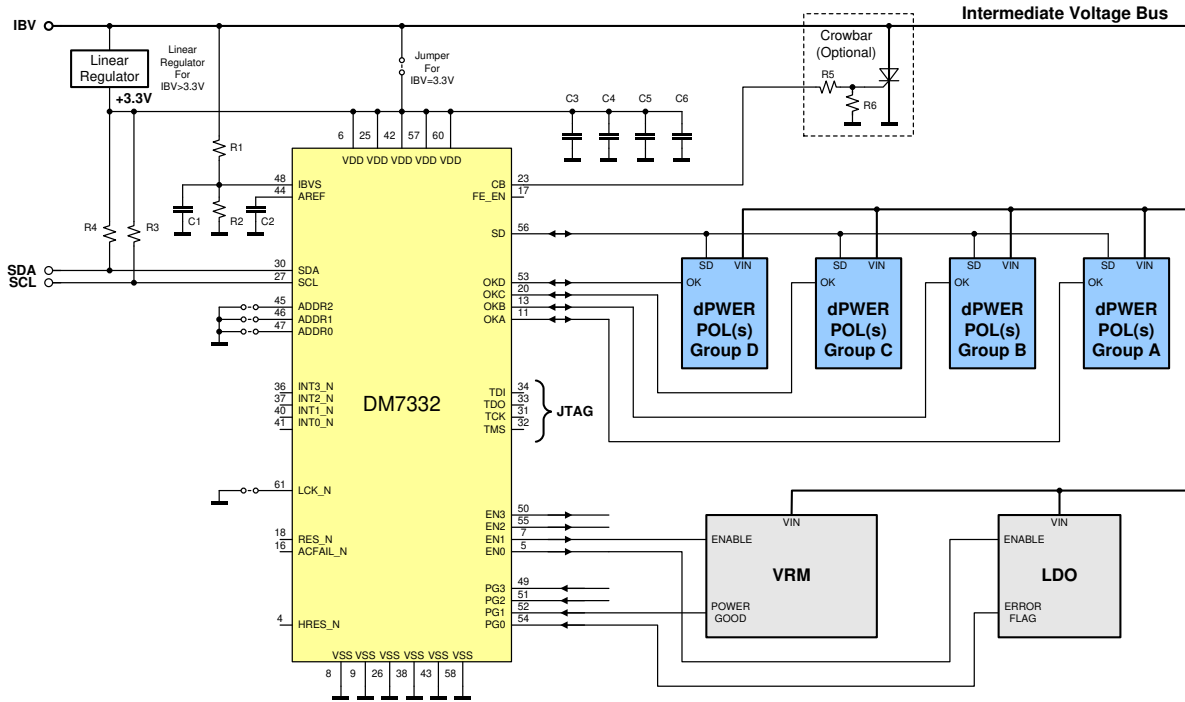 IBV
Intermediate Voltage Bus
Linear
Regulator
Linear
Regulator
For
IBV>3.3V
Jumper
For
IBV=3.3V
Crowbar
(Optional)
R5
R6
+3.3V
C3 C4 C5 C6
6 25 42 57 60
VDD VDD VDD VDD VDD
R1
48 IBVS
44 AREF
CB 23
FE_EN 17
C1 R2 C2
R4 R3
SD 56
SD VIN SD VIN SD VIN SD VIN
SDA
SCL
30 SDA
27 SCL
OKD 53
OKC 20
OKB 13
OKA 11
OK OK OK OK
dPWER
POL(s)
Group D
dPWER
POL(s)
Group C
dPWER
POL(s)
Group B
dPWER
POL(s)
Group A
45 ADDR2
46 ADDR1
47 ADDR0
36 INT3_N
37 INT2_N
40 INT1_N
41 INT0_N
DM7332
TDI 34
TDO 33
TCK 31
TMS 32
JTAG
61 LCK_N
18 RES_N
16 ACFAIL_N
EN3 50
EN2 55
EN1 7
EN0 5
VIN
ENABLE
VRM
POWER
GOOD
VIN
ENABLE
LDO
ERROR
FLAG
PG3 49
PG2 51
PG1 52
PG0 54
4 HRES_N
VSS VSS VSS VSS VSS VSS
8 9 26 38 43 58